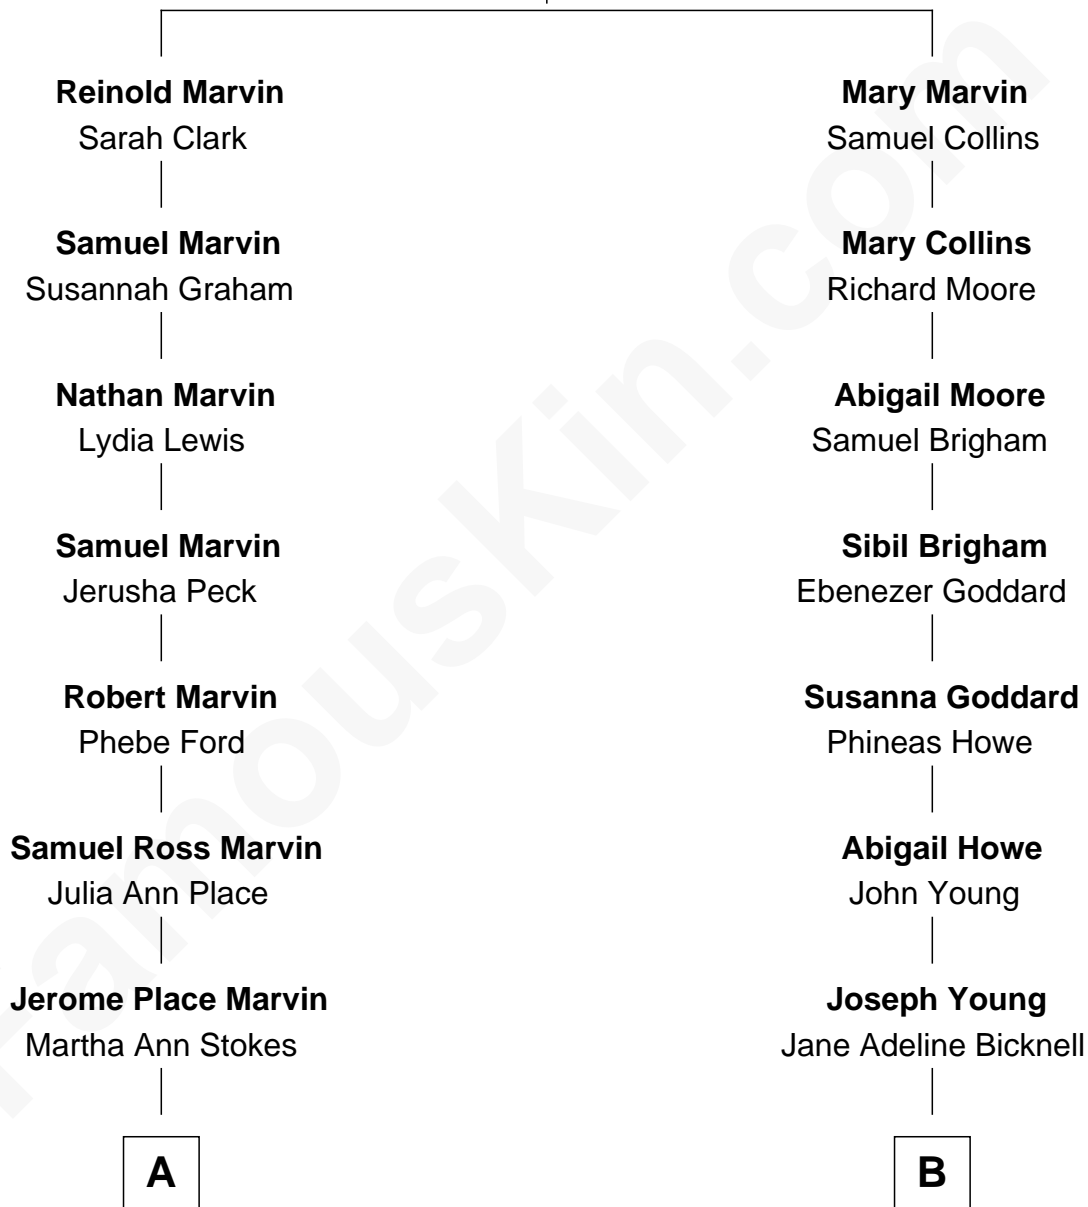 Reinold Marvin
Sarah Clark
Samuel Marvin
Susannah Graham
Nathan Marvin
Lydia Lewis
Samuel Marvin
Jerusha Peck
Robert Marvin
Phebe Ford
Samuel Ross Marvin
Julia Ann Place
Jerome Place Marvin
Martha Ann Stokes
A
Mary Marvin
Samuel Collins
Mary Collins
Richard Moore
Abigail Moore
Samuel Brigham
Sibil Brigham
Ebenezer Goddard
Susanna Goddard
Phineas Howe
Abigail Howe
John Young
Joseph Young
Jane Adeline Bicknell
B
FamousKin.com